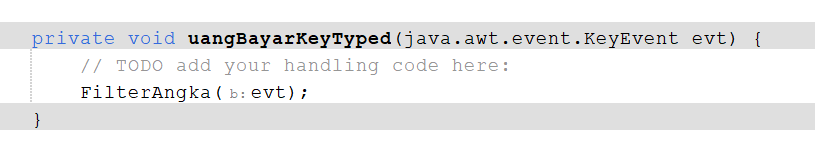 private void uangBayarKeyTyped(java.awt.event.KeyEvent evt) {
// TODO add your handling code here:
FilterAngka( b: evt);
}